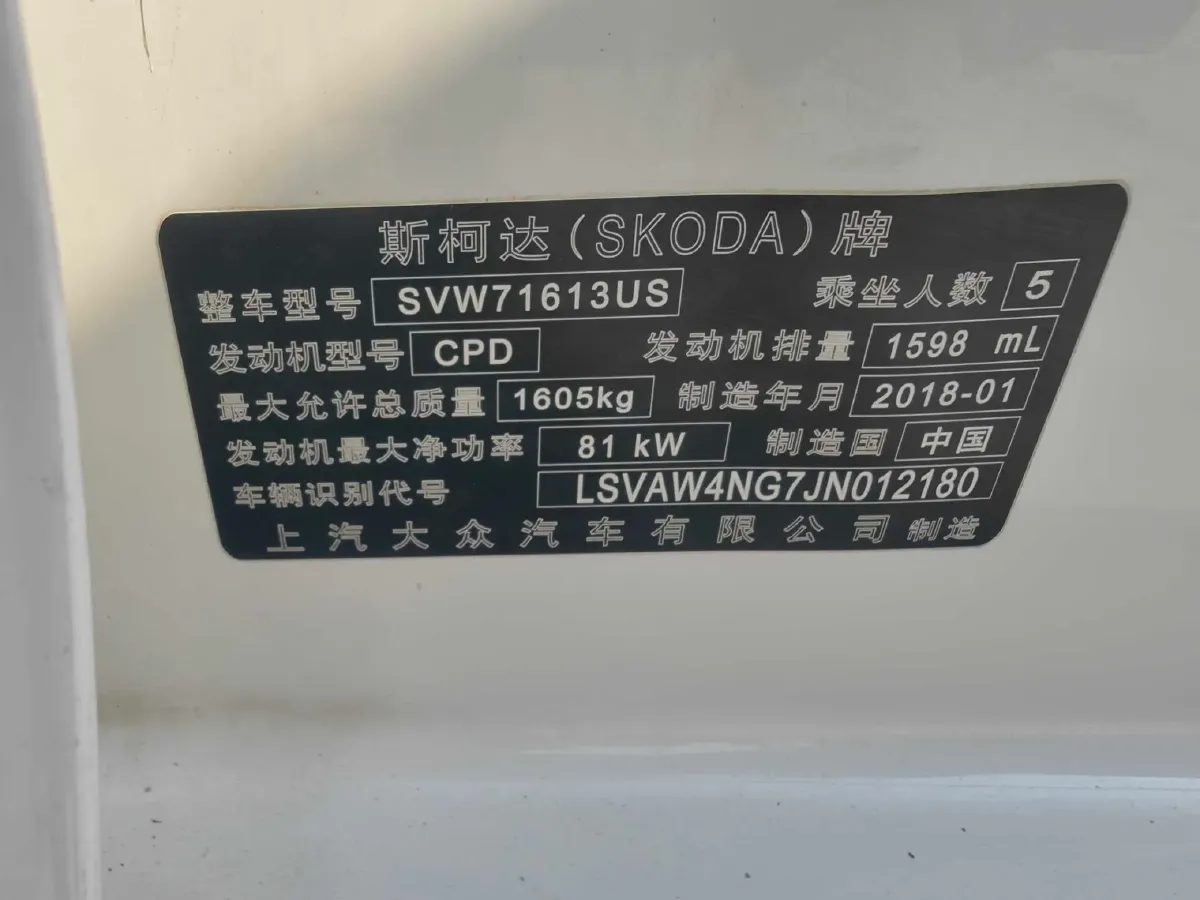 斯柯达(SKODA)牌
整车型号 SVW71613US 乘坐人数 5
发动机型号 CPD 发动机排量 1598 mL
最大允许总质量 1605kg 制造年月 2018-01
发动机最大净功率 81 kW 制造国 中国
车辆识别代号 LSVAW4NG7JN012180
上汽大众汽车有限公司 制造